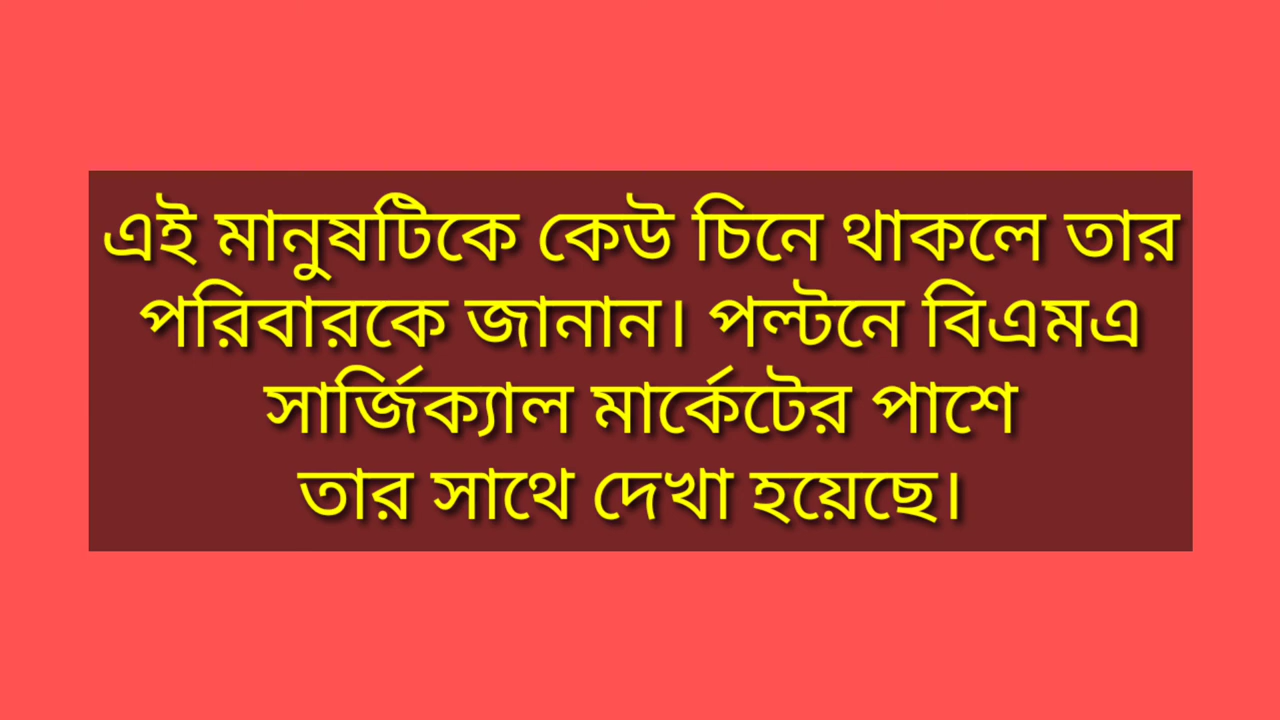 এই মানুষটিকে কেউ চিনে থাকলে তার
পরিবারকে জানান। পল্টনে বিএমএ
সার্জিক্যাল মার্কেটের পাশে
তার সাথে দেখা হয়েছে।